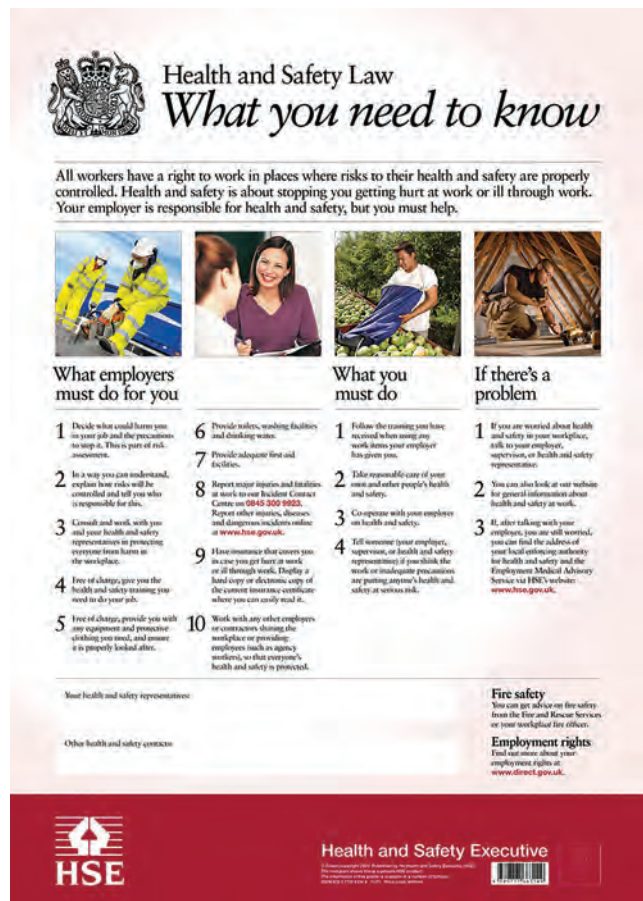 Health and Safety Law
What you need to know
All workers have a right to work in places where risks to their health and safety are properly
controlled. Health and safety is about stopping you getting hurt at work or ill through work.
Your employer is responsible for health and safety, but you must help.
What employers
must do for you
1 Decide what could harm you
in your job and the precautions
to stop it. This is part of risk
assessment.
2 In a way you can understand,
explain how risks will be
controlled and tell you who
is responsible for this.
3 Consult and work with you
and your health and safety
representatives in protecting
everyone from harm in
the workplace.
4 Free of charge, give you the
health and safety training you
need to do your job.
5 Free of charge, provide you with
any equipment and protective
clothing you need, and ensure
it is properly looked after.
6 Provide toilets, washing facilities
and drinking water.
7 Provide adequate first-aid
facilities.
8 Report major injuries and fatalities
at work to our Incident Contact
Centre on 0845 300 9923.
Report other injuries, diseases
and dangerous incidents online
at www.hse.gov.uk.
9 Have insurance that covers you
in case you get hurt at work
or ill through work. Display a
hard copy or electronic copy of
the current insurance certificate
where you can easily read it.
10 Work with any other employers
or contractors sharing the
workplace or providing
employees (such as agency
workers), so that everyone's
health and safety is protected.
What you
must do
1 Follow the training you have
received when using any
work items your employer
has given you.
2 Take reasonable care of your
own and other people's health
and safety.
3 Co-operate with your employer
on health and safety.
4 Tell someone (your employer,
supervisor, or health and safety
representative) if you think the
work or inadequate precautions
are putting anyone's health and
safety at serious risk.
If there's a
problem
1 If you are worried about health
and safety in your workplace,
talk to your employer,
supervisor, or health and safety
representative.
2 You can also look at our website
for general information about
health and safety at work.
3 If, after talking with your
employer, you are still worried,
you can find the address of
your local enforcing authority
for health and safety and the
Employment Medical Advisory
Service via HSE's website:
www.hse.gov.uk.
Your health and safety representatives:
Other health and safety contacts:
Fire safety
You can get advice on fire safety
from the Fire and Rescue Services
or your workplace fire officer.
Employment rights
Find out more about your
employment rights at
www.direct.gov.uk.
HSE
Health and Safety Executive